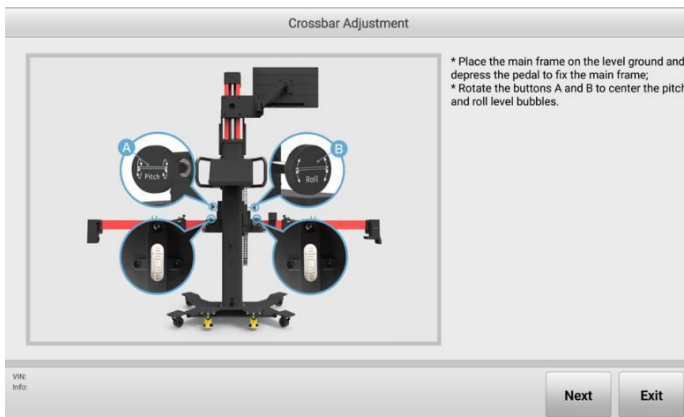 Crossbar Adjustment
* Place the main frame on the level ground and
depress the pedal to fix the main frame;
* Rotate the buttons A and B to center the pitch
and roll level bubbles.
A
Pitch
B
Roll
VIN:
Info:
Next
Exit